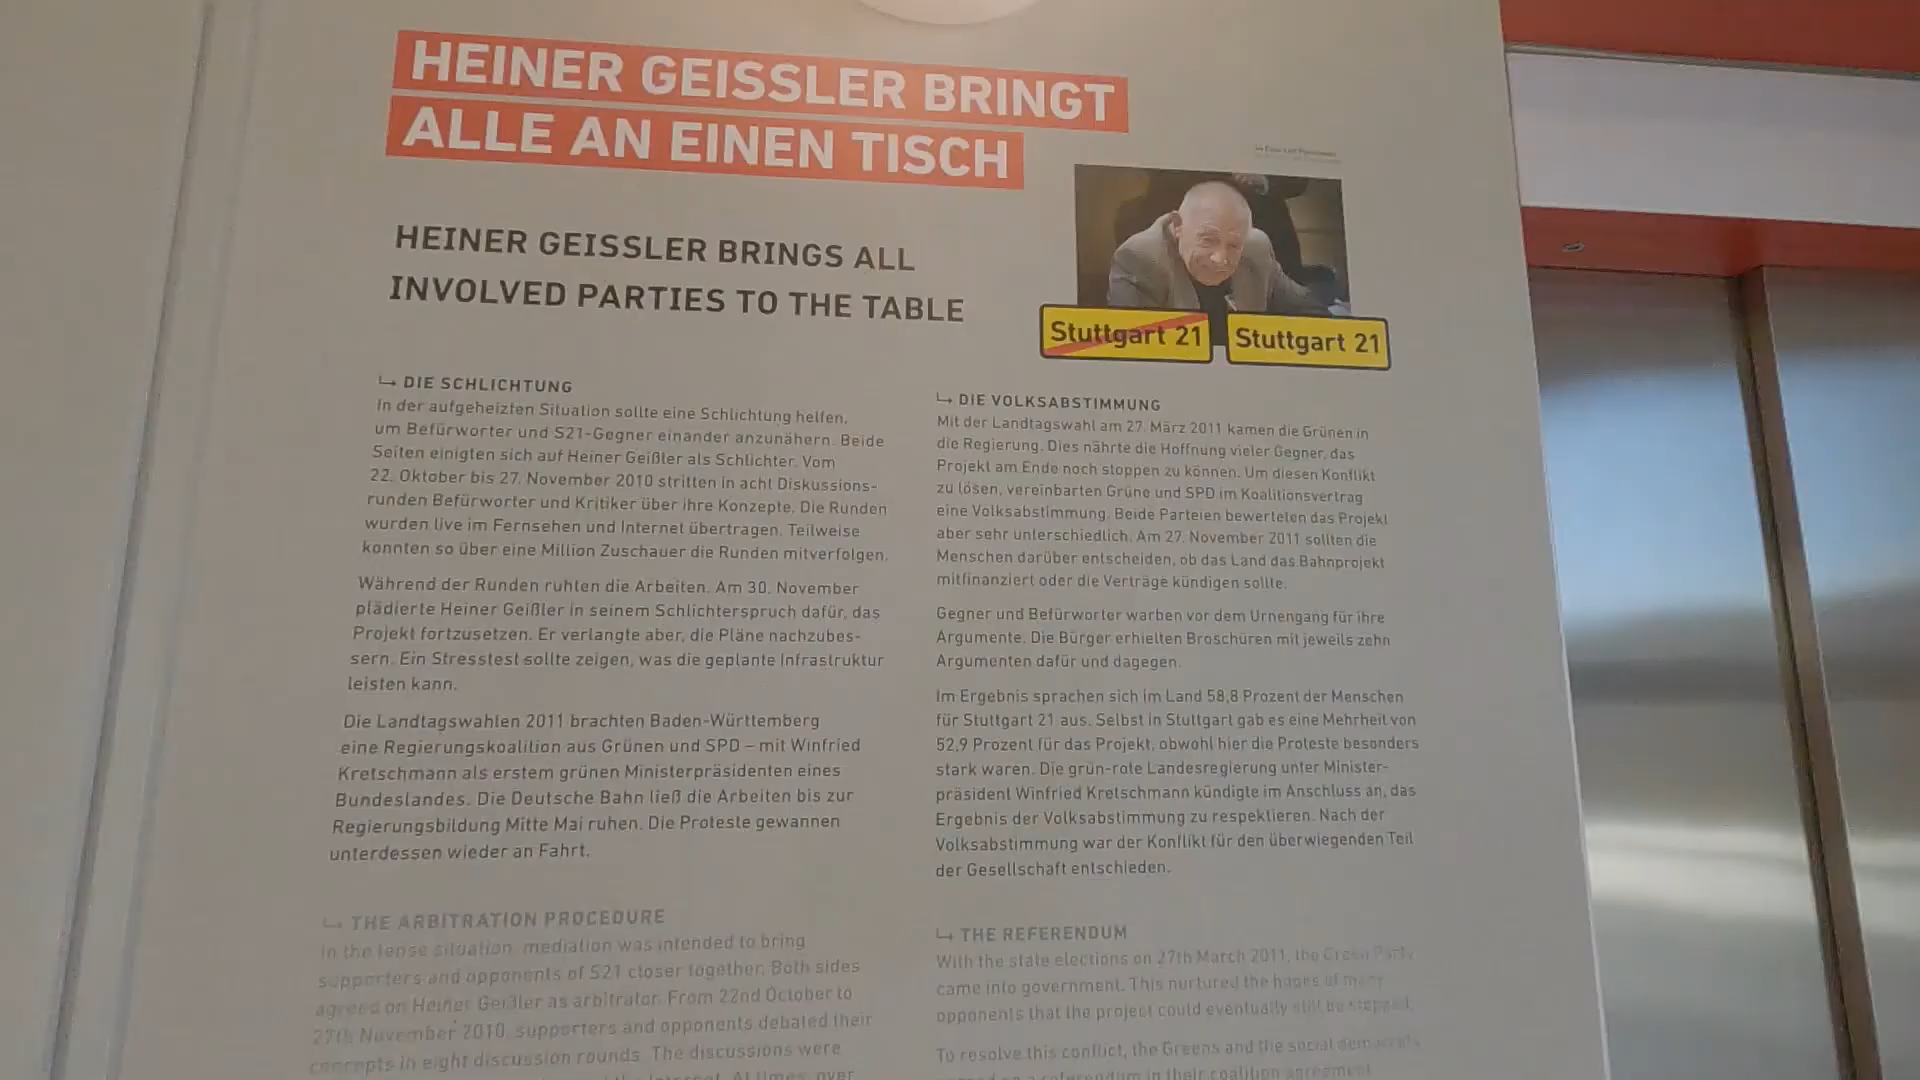 HEINER GEISSLER BRINGT
ALLE AN EINEN TISCH
HEINER GEISSLER BRINGS ALL
INVOLVED PARTIES TO THE TABLE
Stuttgart 21
Stuttgart 21
↳ DIE SCHLICHTUNG
In der aufgeheizten Situation sollte eine Schlichtung helfen,
um Befürworter und S21-Gegner einander anzunähern. Beide
Seiten einigten sich auf Heiner Geißler als Schlichter. Vom
22. Oktober bis 27. November 2010 stritten in acht Diskussions-
runden Befürworter und Kritiker über ihre Konzepte. Die Runden
wurden live im Fernsehen und Internet übertragen. Teilweise
konnten so über eine Million Zuschauer die Runden mitverfolgen.
Während der Runden ruhten die Arbeiten. Am 30. November
plädierte Heiner Geißler in seinem Schlichterspruch dafür, das
Projekt fortzusetzen. Er verlangte aber, die Pläne nachzubes-
sern. Ein Stresstest sollte zeigen, was die geplante Infrastruktur
leisten kann.
Die Landtagswahlen 2011 brachten Baden-Württemberg
eine Regierungskoalition aus Grünen und SPD – mit Winfried
Kretschmann als erstem grünen Ministerpräsidenten eines
Bundeslandes. Die Deutsche Bahn ließ die Arbeiten bis zur
Regierungsbildung Mitte Mai ruhen. Die Proteste gewannen
unterdessen wieder an Fahrt.
↳ THE ARBITRATION PROCEDURE
In the tense situation, mediation was intended to bring
supporters and opponents of S21 closer together. Both sides
agreed on Heiner Geißler as arbitrator. From 22nd October to
27th November 2010, supporters and opponents debated their
concepts in eight discussion rounds. The discussions were
the Internet. At times, over
↳ DIE VOLKSABSTIMMUNG
Mit der Landtagswahl am 27. März 2011 kamen die Grünen in
die Regierung. Dies nährte die Hoffnung vieler Gegner, das
Projekt am Ende noch stoppen zu können. Um diesen Konflikt
zu lösen, vereinbarten Grüne und SPD im Koalitionsvertrag
eine Volksabstimmung. Beide Parteien bewerteten das Projekt
aber sehr unterschiedlich. Am 27. November 2011 sollten die
Menschen darüber entscheiden, ob das Land das Bahnprojekt
mitfinanziert oder die Verträge kündigen sollte.
Gegner und Befürworter warben vor dem Urnengang für ihre
Argumente. Die Bürger erhielten Broschüren mit jeweils zehn
Argumenten dafür und dagegen.
Im Ergebnis sprachen sich im Land 58,8 Prozent der Menschen
für Stuttgart 21 aus. Selbst in Stuttgart gab es eine Mehrheit von
52,9 Prozent für das Projekt, obwohl hier die Proteste besonders
stark waren. Die grün-rote Landesregierung unter Minister-
präsident Winfried Kretschmann kündigte im Anschluss an, das
Ergebnis der Volksabstimmung zu respektieren. Nach der
Volksabstimmung war der Konflikt für den überwiegenden Teil
der Gesellschaft entschieden.
↳ THE REFERENDUM
With the state elections on 27th March 2011, the Green Party
came into government. This nurtured the hopes of many
opponents that the project could eventually still be stopped.
To resolve this conflict, the Greens and the social democrats
on a referendum in their coalition agreement